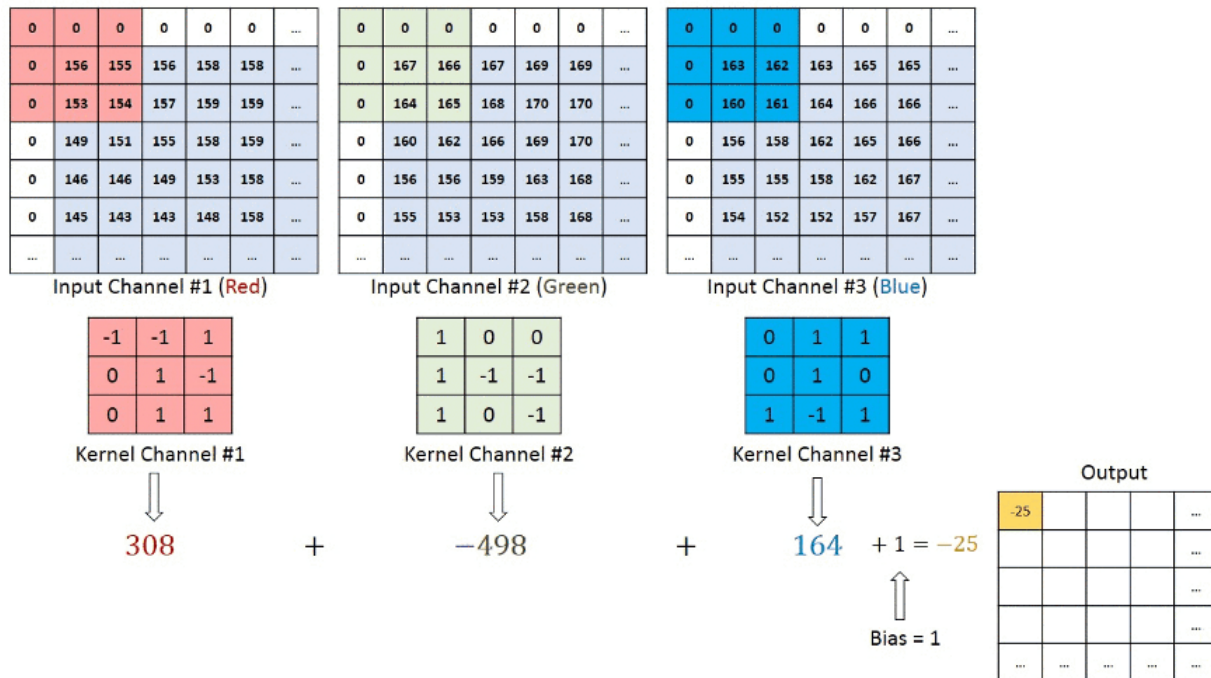 0 0 0 0 0 0 ...
0 156 155 156 158 158 ...
0 153 154 157 159 159 ...
0 149 151 155 158 159 ...
0 146 146 149 153 158 ...
0 145 143 143 148 158 ...
... ... ... ... ... ... ...
Input Channel #1 (Red)
0 0 0 0 0 0 ...
0 167 166 167 169 169 ...
0 164 165 168 170 170 ...
0 160 162 166 169 170 ...
0 156 156 159 163 168 ...
0 155 153 153 158 168 ...
... ... ... ... ... ... ...
Input Channel #2 (Green)
0 0 0 0 0 0 ...
0 163 162 163 165 165 ...
0 160 161 164 166 166 ...
0 156 158 162 165 166 ...
0 155 155 158 162 167 ...
0 154 152 152 157 167 ...
... ... ... ... ... ... ...
Input Channel #3 (Blue)
-1 -1 1
0 1 -1
0 1 1
Kernel Channel #1
1 0 0
1 -1 -1
1 0 -1
Kernel Channel #2
0 1 1
0 1 0
1 -1 1
Kernel Channel #3
308 + −498 + 164 + 1 = −25
Bias = 1
Output
-25 ...
...
...
...
... ... ... ... ...